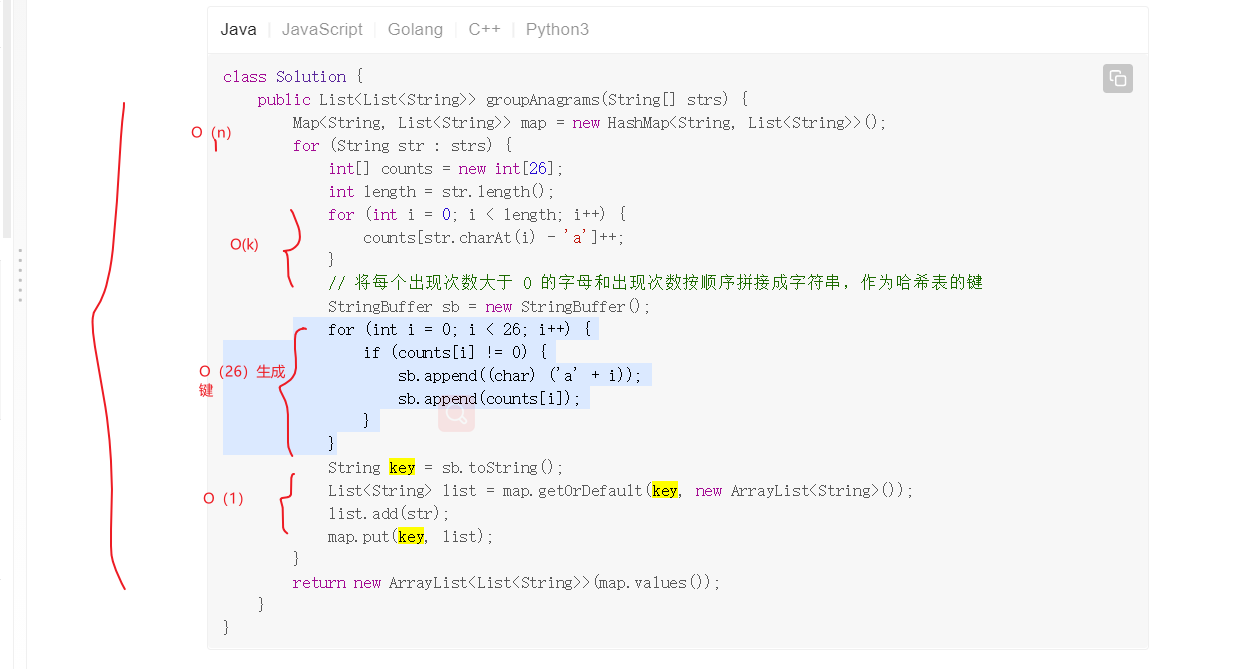 Java JavaScript Golang C++ Python3
class Solution {
public List<List<String>> groupAnagrams(String[] strs) {
Map<String, List<String>> map = new HashMap<String, List<String>>();
O（n）
for (String str : strs) {
int[] counts = new int[26];
int length = str.length();
for (int i = 0; i < length; i++) {
counts[str.charAt(i) - 'a']++;
O(k)
}
// 将每个出现次数大于 0 的字母和出现次数按顺序拼接成字符串，作为哈希表的键
StringBuffer sb = new StringBuffer();
for (int i = 0; i < 26; i++) {
if (counts[i] != 0) {
O（26）生成
键
sb.append((char) ('a' + i));
sb.append(counts[i]);
}
}
String key = sb.toString();
List<String> list = map.getOrDefault(key, new ArrayList<String>());
O（1）
list.add(str);
map.put(key, list);
}
return new ArrayList<List<String>>(map.values());
}
}